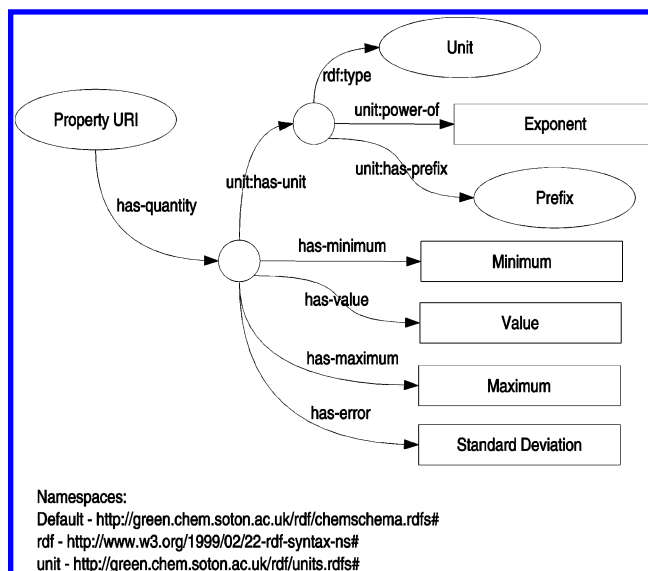 Unit
rdf:type
unit:power-of
Exponent
Property URI
unit:has-prefix
unit:has-unit
Prefix
has-quantity
has-minimum
Minimum
has-value
Value
has-maximum
Maximum
has-error
Standard Deviation
Namespaces:
Default - http://green.chem.soton.ac.uk/rdf/chemschema.rdfs#
rdf - http://www.w3.org/1999/02/22-rdf-syntax-ns#
unit - http://green.chem.soton.ac.uk/rdf/units.rdfs#